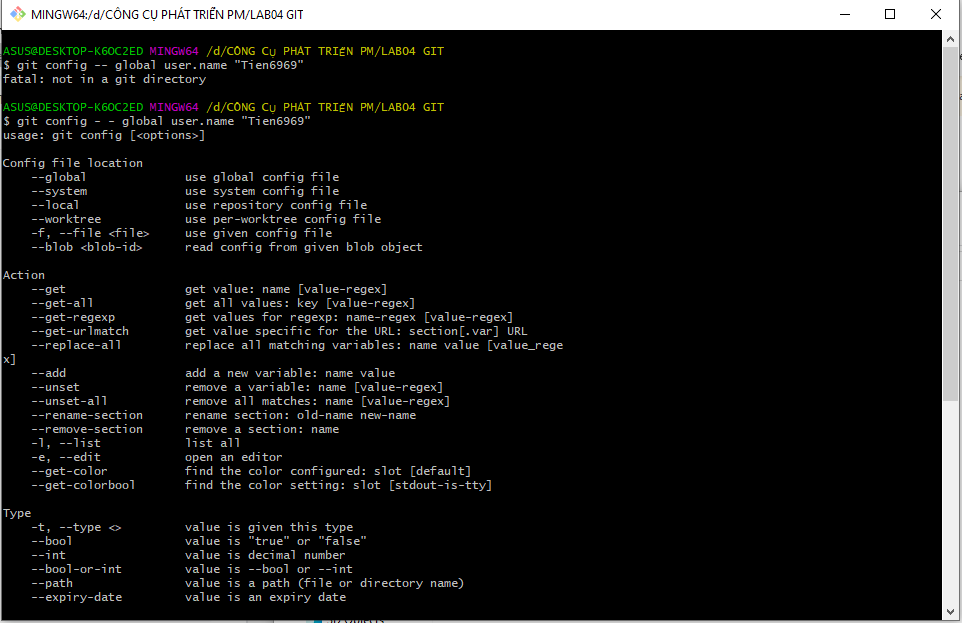 MINGW64:/d/CÔNG CỤ PHÁT TRIỂN PM/LAB04 GIT
ASUS@DESKTOP-K6OC2ED MINGW64 /d/CÔNG CỤ PHÁT TRIỂN PM/LAB04 GIT
$ git config -- global user.name "Tien6969"
fatal: not in a git directory
ASUS@DESKTOP-K6OC2ED MINGW64 /d/CÔNG CỤ PHÁT TRIỂN PM/LAB04 GIT
$ git config - - global user.name "Tien6969"
usage: git config [<options>]
Config file location
--global use global config file
--system use system config file
--local use repository config file
--worktree use per-worktree config file
-f, --file <file> use given config file
--blob <blob-id> read config from given blob object
Action
--get get value: name [value-regex]
--get-all get all values: key [value-regex]
--get-regexp get values for regexp: name-regex [value-regex]
--get-urlmatch get value specific for the URL: section[.var] URL
--replace-all replace all matching variables: name value [value_rege
x]
--add add a new variable: name value
--unset remove a variable: name [value-regex]
--unset-all remove all matches: name [value-regex]
--rename-section rename section: old-name new-name
--remove-section remove a section: name
-l, --list list all
-e, --edit open an editor
--get-color find the color configured: slot [default]
--get-colorbool find the color setting: slot [stdout-is-tty]
Type
-t, --type <> value is given this type
--bool value is "true" or "false"
--int value is decimal number
--bool-or-int value is --bool or --int
--path value is a path (file or directory name)
--expiry-date value is an expiry date